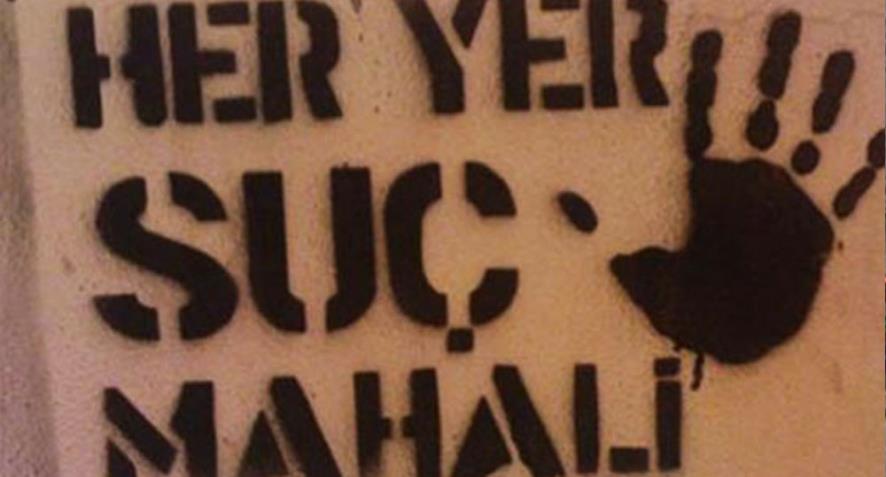 HER YER
SUÇ
MAHALİ